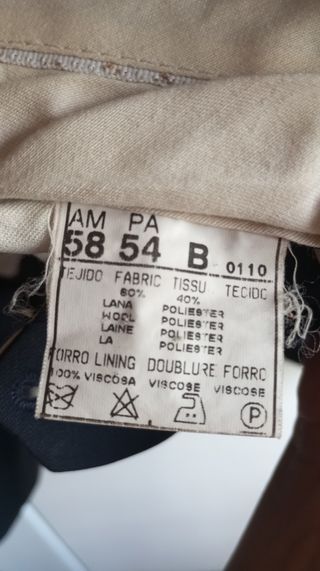 AM PA
58 54 B 0110
TEJIDO FABRIC TISSU TECIDO
60% 40%
LANA POLIESTER
WOOL POLIESTER
LAINE POLIESTER
LA POLIESTER
FORRO LINING DOUBLURE FORRO
100% VISCOSA VISCOSE VISCOSE
P